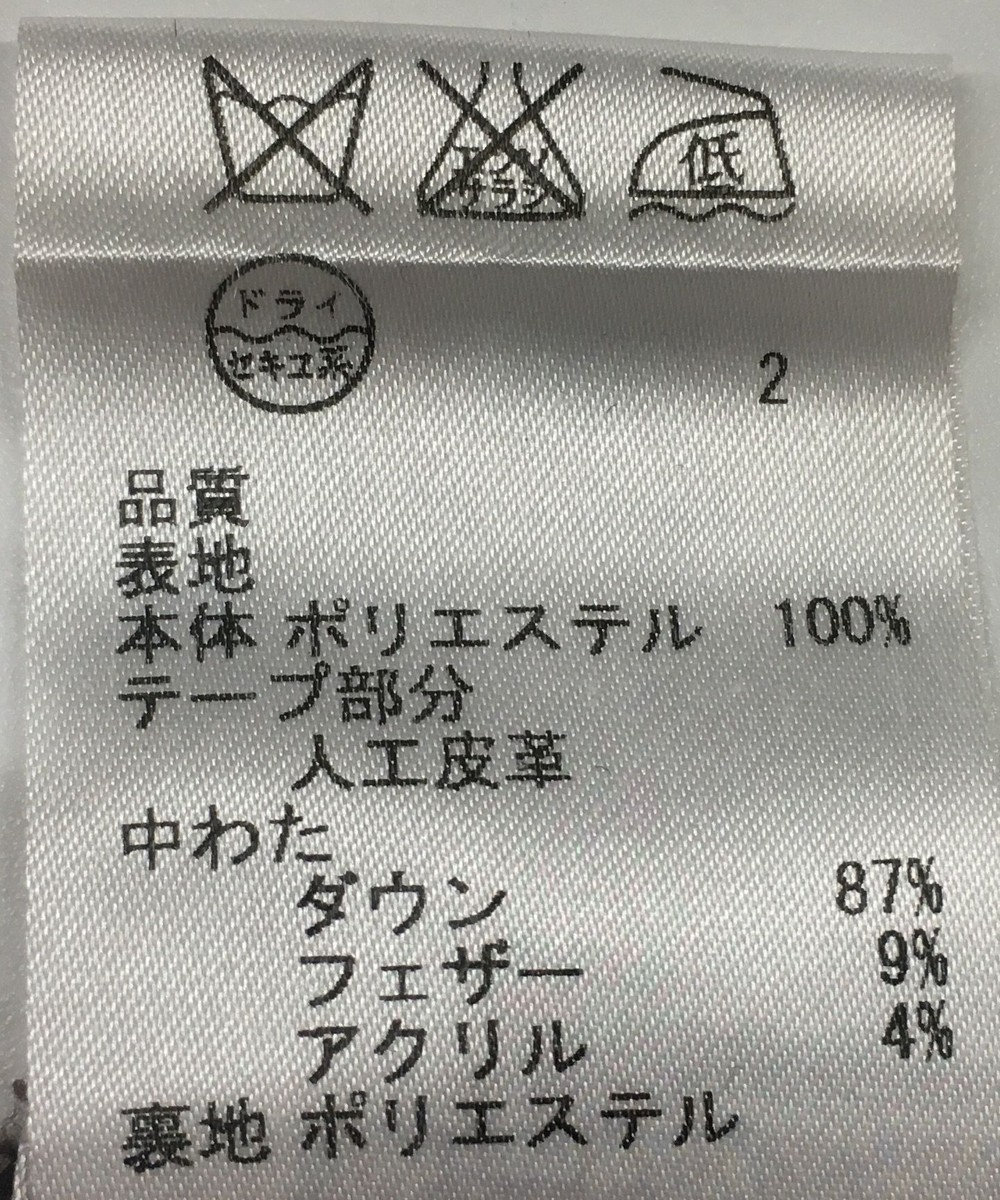 エンソ
サラシ
低
ドライ
セキユ系
2
品質
表地
本体 ポリエステル 100%
テープ部分
人工皮革
中わた
ダウン 87%
フェザー 9%
アクリル 4%
裏地 ポリエステル